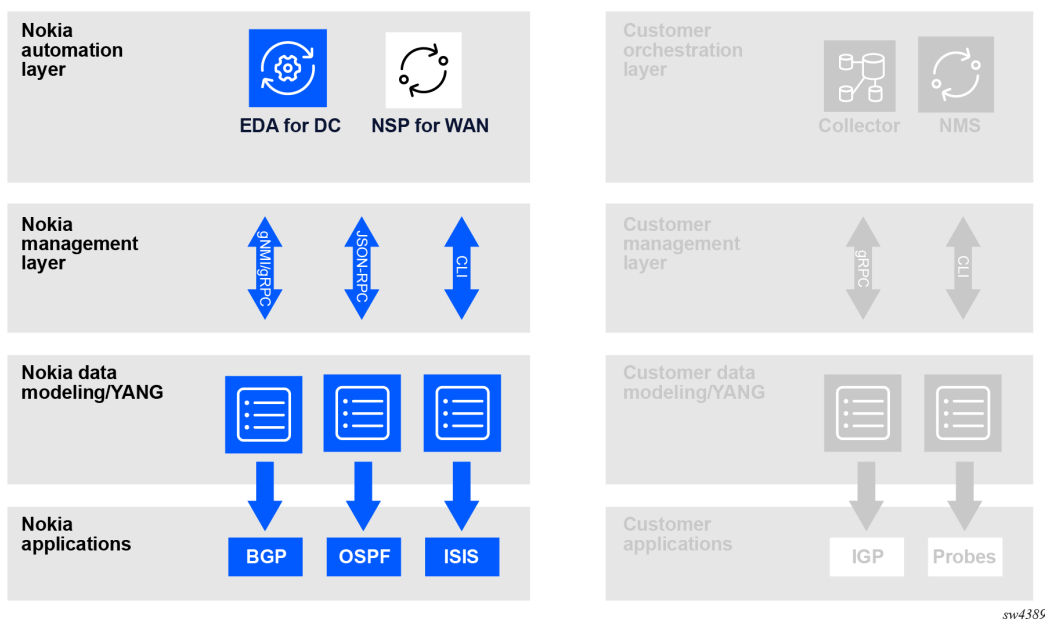 Nokia
automation
layer
EDA for DC
NSP for WAN
Customer
orchestration
layer
Collector
NMS
Nokia
management
layer
gNMI/gRPC
JSON-RPC
CLI
Customer
management
layer
gRPC
CLI
Nokia data
modeling/YANG
Customer data
modeling/YANG
Nokia
applications
BGP
OSPF
ISIS
Customer
applications
IGP
Probes
sw4389